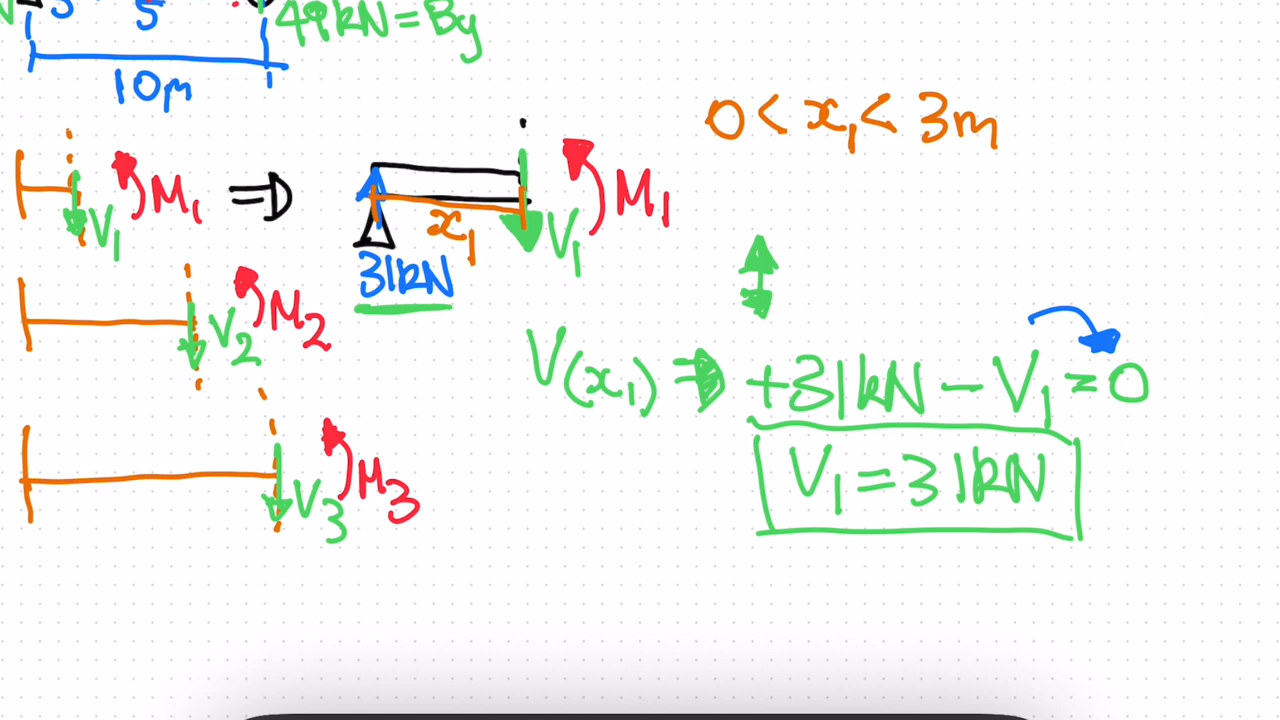 3 5 49kN = By
10m
0 < x₁ < 3m
V₁ M₁ ⇒ x₁ V₁ M₁
31kN
V₂ M₂
V(x₁) ⇒ +31kN − V₁ = 0
V₁ = 31kN
V₃ M₃